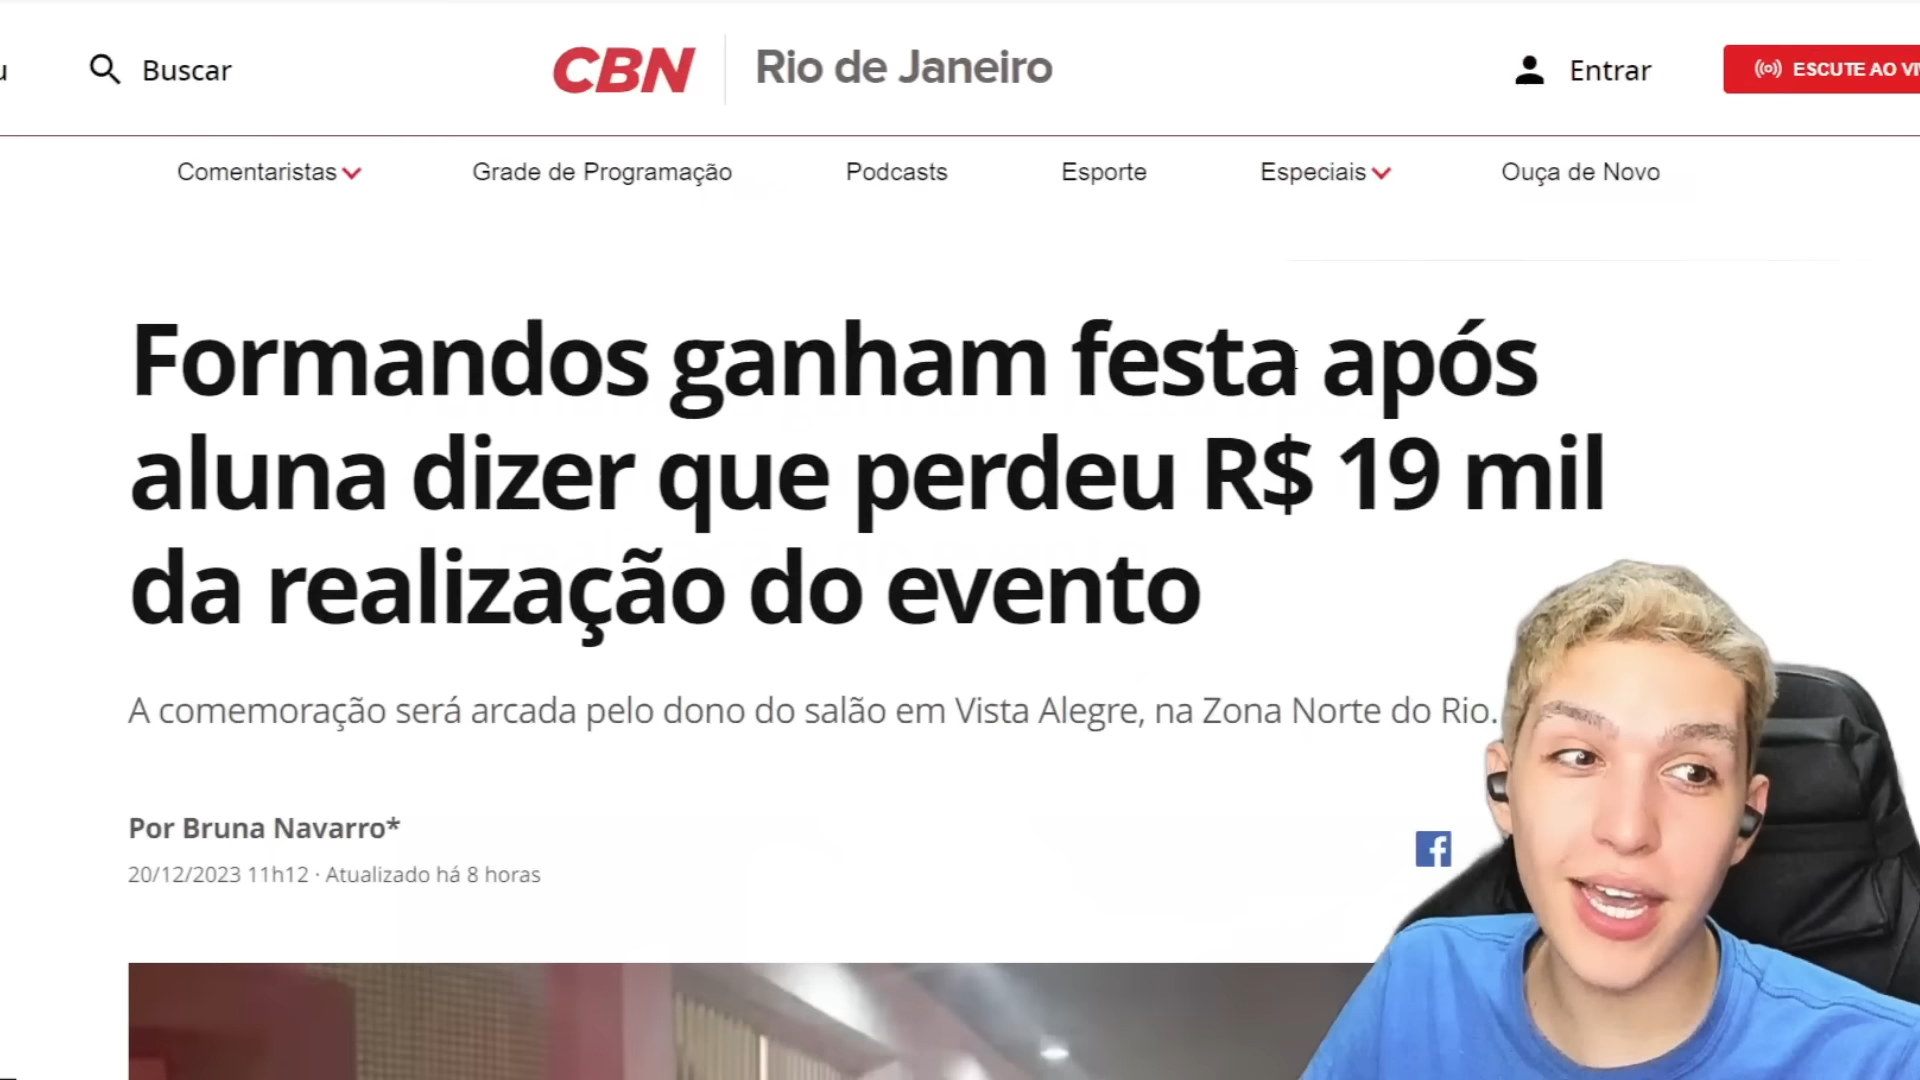 Buscar
CBN
Rio de Janeiro
Entrar
ESCUTE AO
Comentaristas
Grade de Programação
Podcasts
Esporte
Especiais
Ouça de Novo
Formandos ganham festa após
aluna dizer que perdeu R$ 19 mil
da realização do evento
A comemoração será arcada pelo dono do salão em Vista Alegre, na Zona Norte do Rio.
Por Bruna Navarro*
20/12/2023 11h12 · Atualizado há 8 horas